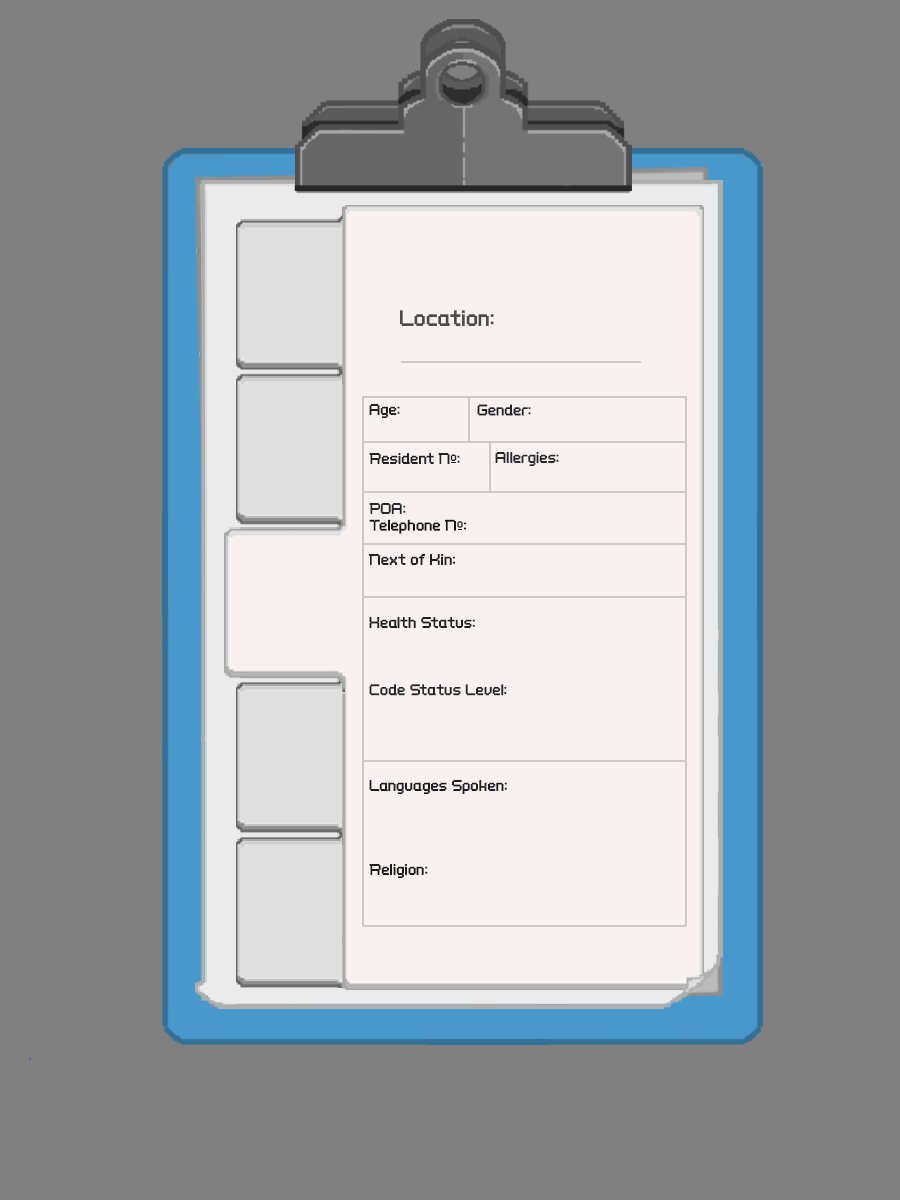 Location:
Age: Gender:
Resident Nº: Allergies:
POA:
Telephone Nº:
Next of Kin:
Health Status:
Code Status Level:
Languages Spoken:
Religion: